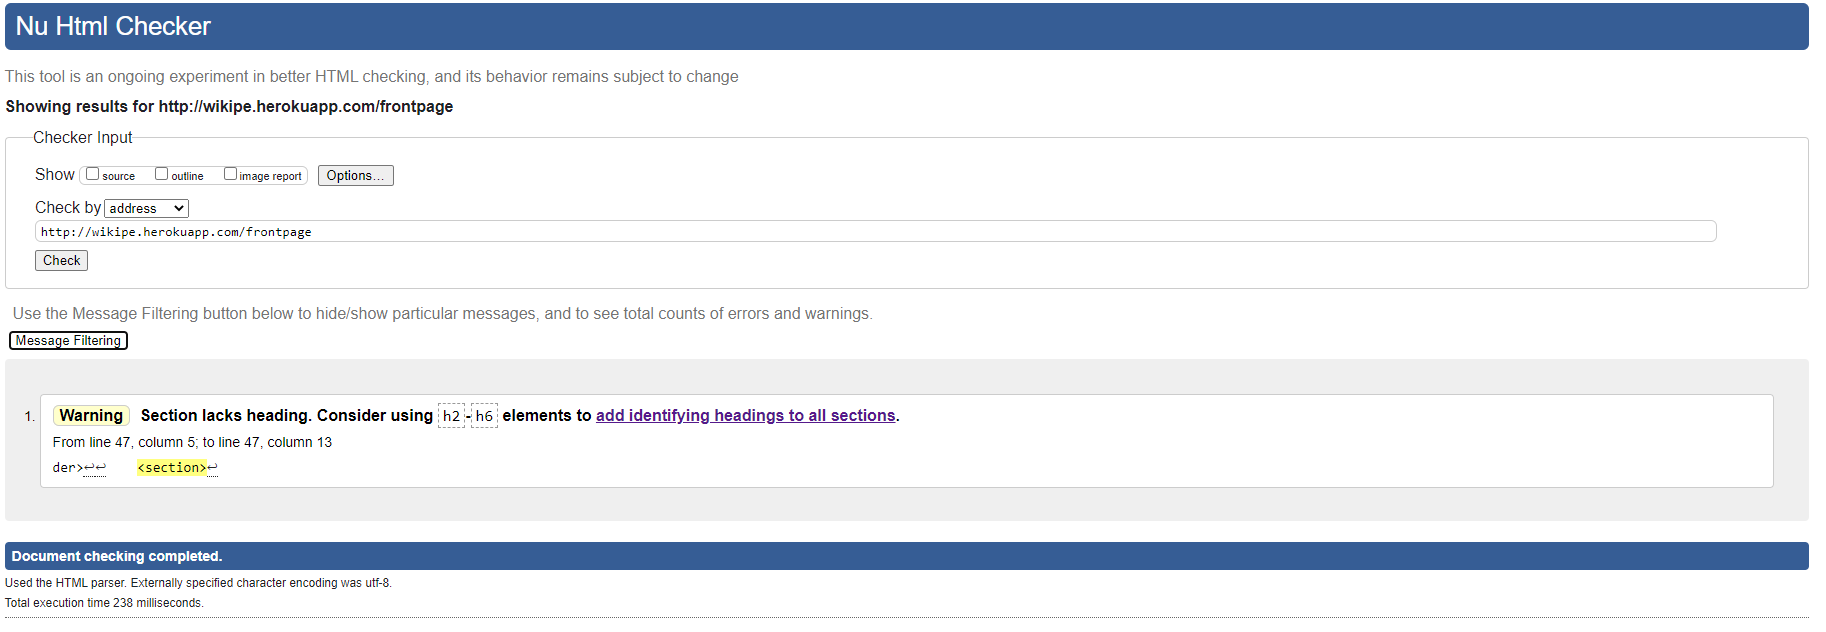 Nu Html Checker
This tool is an ongoing experiment in better HTML checking, and its behavior remains subject to change
Showing results for http://wikipe.herokuapp.com/frontpage
Checker Input
Show source outline image report Options...
Check by address
http://wikipe.herokuapp.com/frontpage
Check
Use the Message Filtering button below to hide/show particular messages, and to see total counts of errors and warnings.
Message Filtering
1. Warning Section lacks heading. Consider using h2-h6 elements to add identifying headings to all sections.
From line 47, column 5; to line 47, column 13
der>↩↩ <section>↩
Document checking completed.
Used the HTML parser. Externally specified character encoding was utf-8.
Total execution time 238 milliseconds.